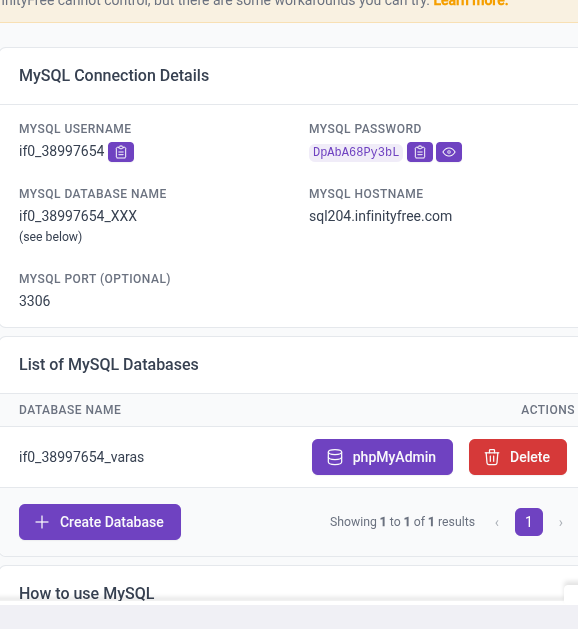 nfinityFree cannot control, but there are some workarounds you can try. Learn more.
MySQL Connection Details
MYSQL USERNAME
if0_38997654
MYSQL PASSWORD
DpAbA68Py3bL
MYSQL DATABASE NAME
if0_38997654_XXX
(see below)
MYSQL HOSTNAME
sql204.infinityfree.com
MYSQL PORT (OPTIONAL)
3306
List of MySQL Databases
DATABASE NAME ACTIONS
if0_38997654_varas phpMyAdmin Delete
Create Database Showing 1 to 1 of 1 results ‹ 1 ›
How to use MySQL